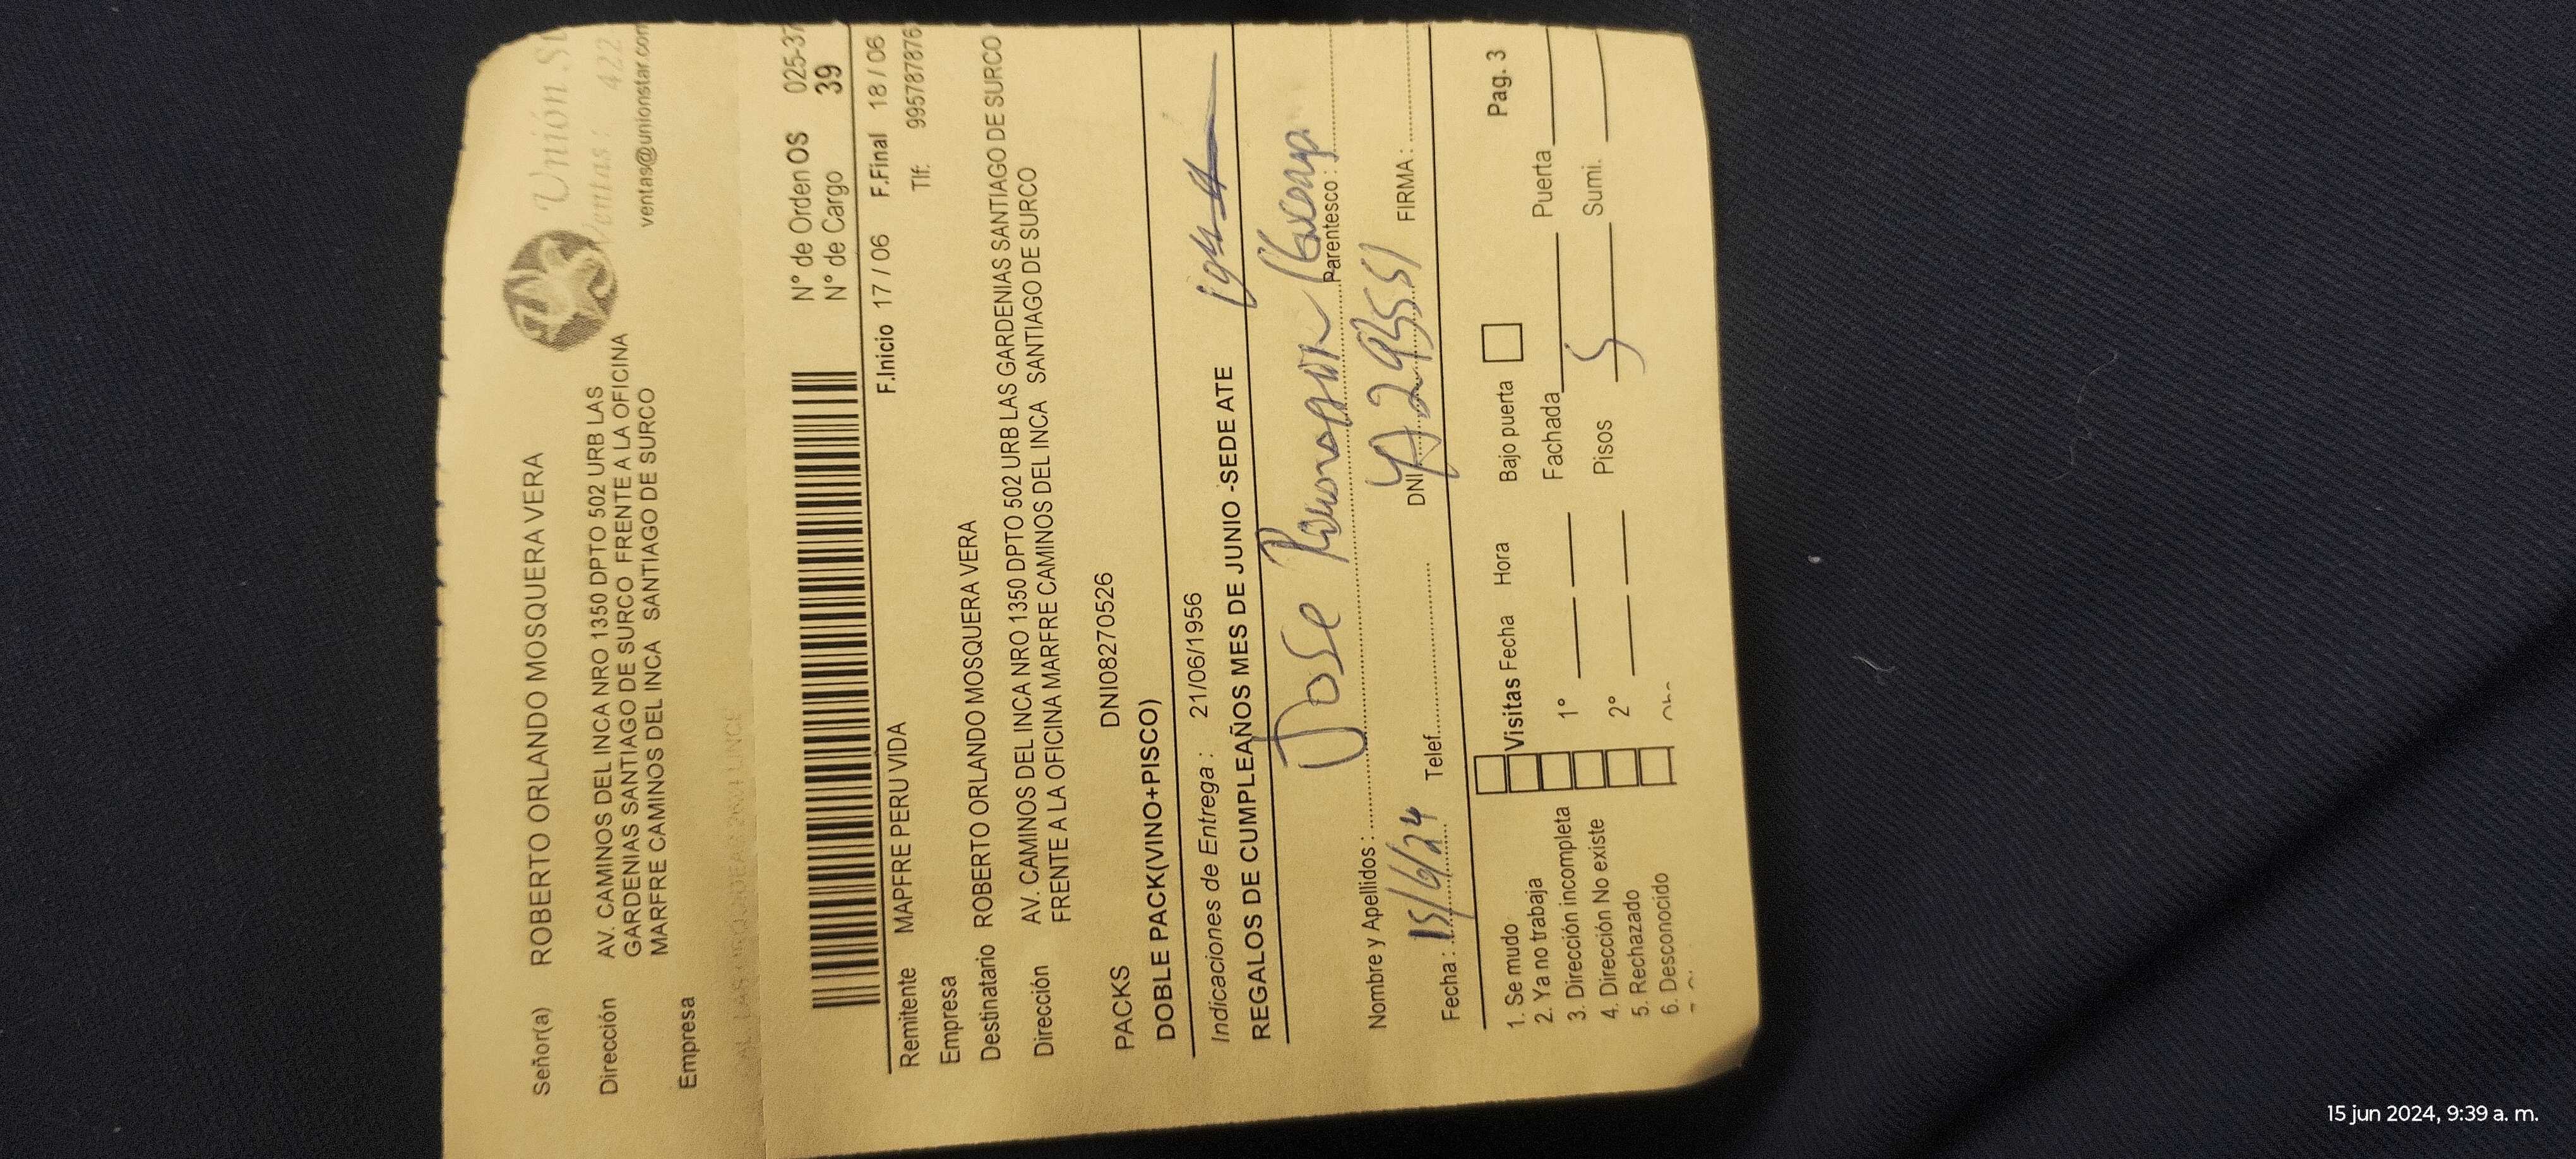 Señor(a) ROBERTO ORLANDO MOSQUERA VERA
Unión
Ventas: 422
ventas@unionstar.com
Dirección AV. CAMINOS DEL INCA NRO 1350 DPTO 502 URB LAS
GARDENIAS SANTIAGO DE SURCO FRENTE A LA OFICINA
MARFRE CAMINOS DEL INCA SANTIAGO DE SURCO
Empresa
N° de Orden OS 025-37
N° de Cargo 39
F.Inicio 17 / 06 F.Final 18 / 06
Remitente MAPFRE PERU VIDA Tlf: 995787876
Empresa
Destinatario ROBERTO ORLANDO MOSQUERA VERA
Dirección AV. CAMINOS DEL INCA NRO 1350 DPTO 502 URB LAS GARDENIAS SANTIAGO DE SURCO
FRENTE A LA OFICINA MARFRE CAMINOS DEL INCA SANTIAGO DE SURCO
PACKS DNI08270526
DOBLE PACK(VINO+PISCO)
Indicaciones de Entrega : 21/06/1956
REGALOS DE CUMPLEAÑOS MES DE JUNIO -SEDE ATE
Jose
Nombre y Apellidos : Parentesco :
Fecha : 15/6/24 Telef. DNI FIRMA :
1. Se mudo Visitas Fecha Hora Bajo puerta Pag. 3
2. Ya no trabaja 1° Fachada Puerta
3. Dirección incompleta 2° Pisos 5 Sumi.
4. Dirección No existe
5. Rechazado
6. Desconocido
15 jun 2024, 9:39 a. m.